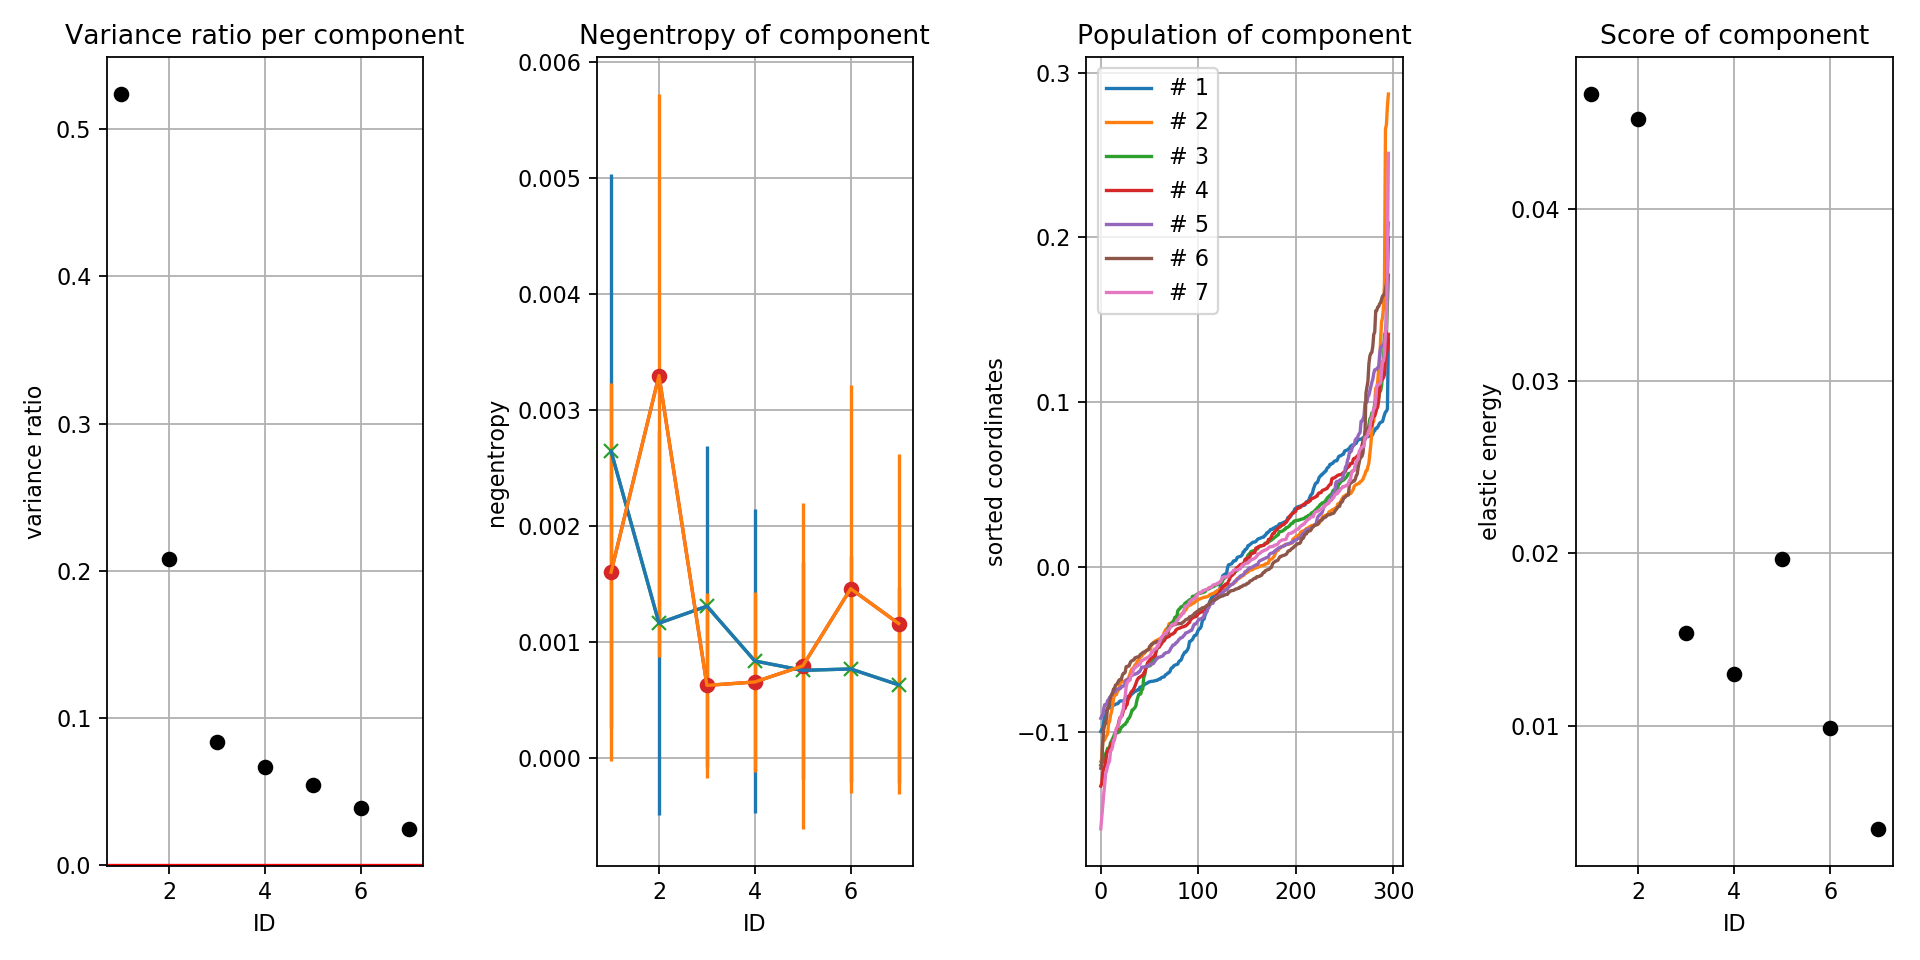 Variance ratio per component
variance ratio
0.5
0.4
0.3
0.2
0.1
0.0
2 4 6
ID
Negentropy of component
negentropy
0.006
0.005
0.004
0.003
0.002
0.001
0.000
2 4 6
ID
Population of component
sorted coordinates
0.3
0.2
0.1
0.0
−0.1
# 1
# 2
# 3
# 4
# 5
# 6
# 7
0 100 200 300
Score of component
elastic energy
0.04
0.03
0.02
0.01
2 4 6
ID